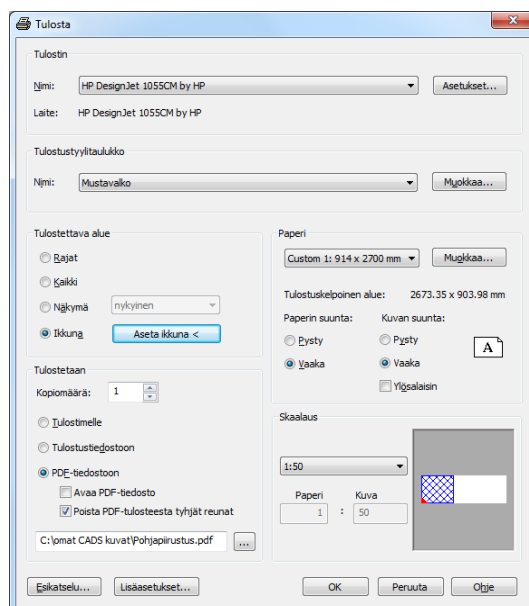 Tulosta
Tulostin
Nimi: HP DesignJet 1055CM by HP Asetukset...
Laite: HP DesignJet 1055CM by HP
Tulostustyylitaulukko
Nimi: Mustavalko Muokkaa...
Tulostettava alue
Rajat
Kaikki
Näkymä nykyinen
Ikkuna Aseta ikkuna <
Paperi
Custom 1: 914 x 2700 mm Muokkaa...
Tulostuskelpoinen alue: 2673.35 x 903.98 mm
Paperin suunta: Kuvan suunta:
Pysty Pysty
Vaaka Vaaka
A
Ylösalaisin
Tulostetaan
Kopiomäärä: 1
Tulostimelle
Tulostustiedostoon
PDF-tiedostoon
Avaa PDF-tiedosto
Poista PDF-tulosteesta tyhjät reunat
C:\omat CADS kuvat\Pohjapiirustus.pdf ...
Skaalaus
1:50
Paperi Kuva
1 : 50
Esikatselu... Lisäasetukset... OK Peruuta Ohje